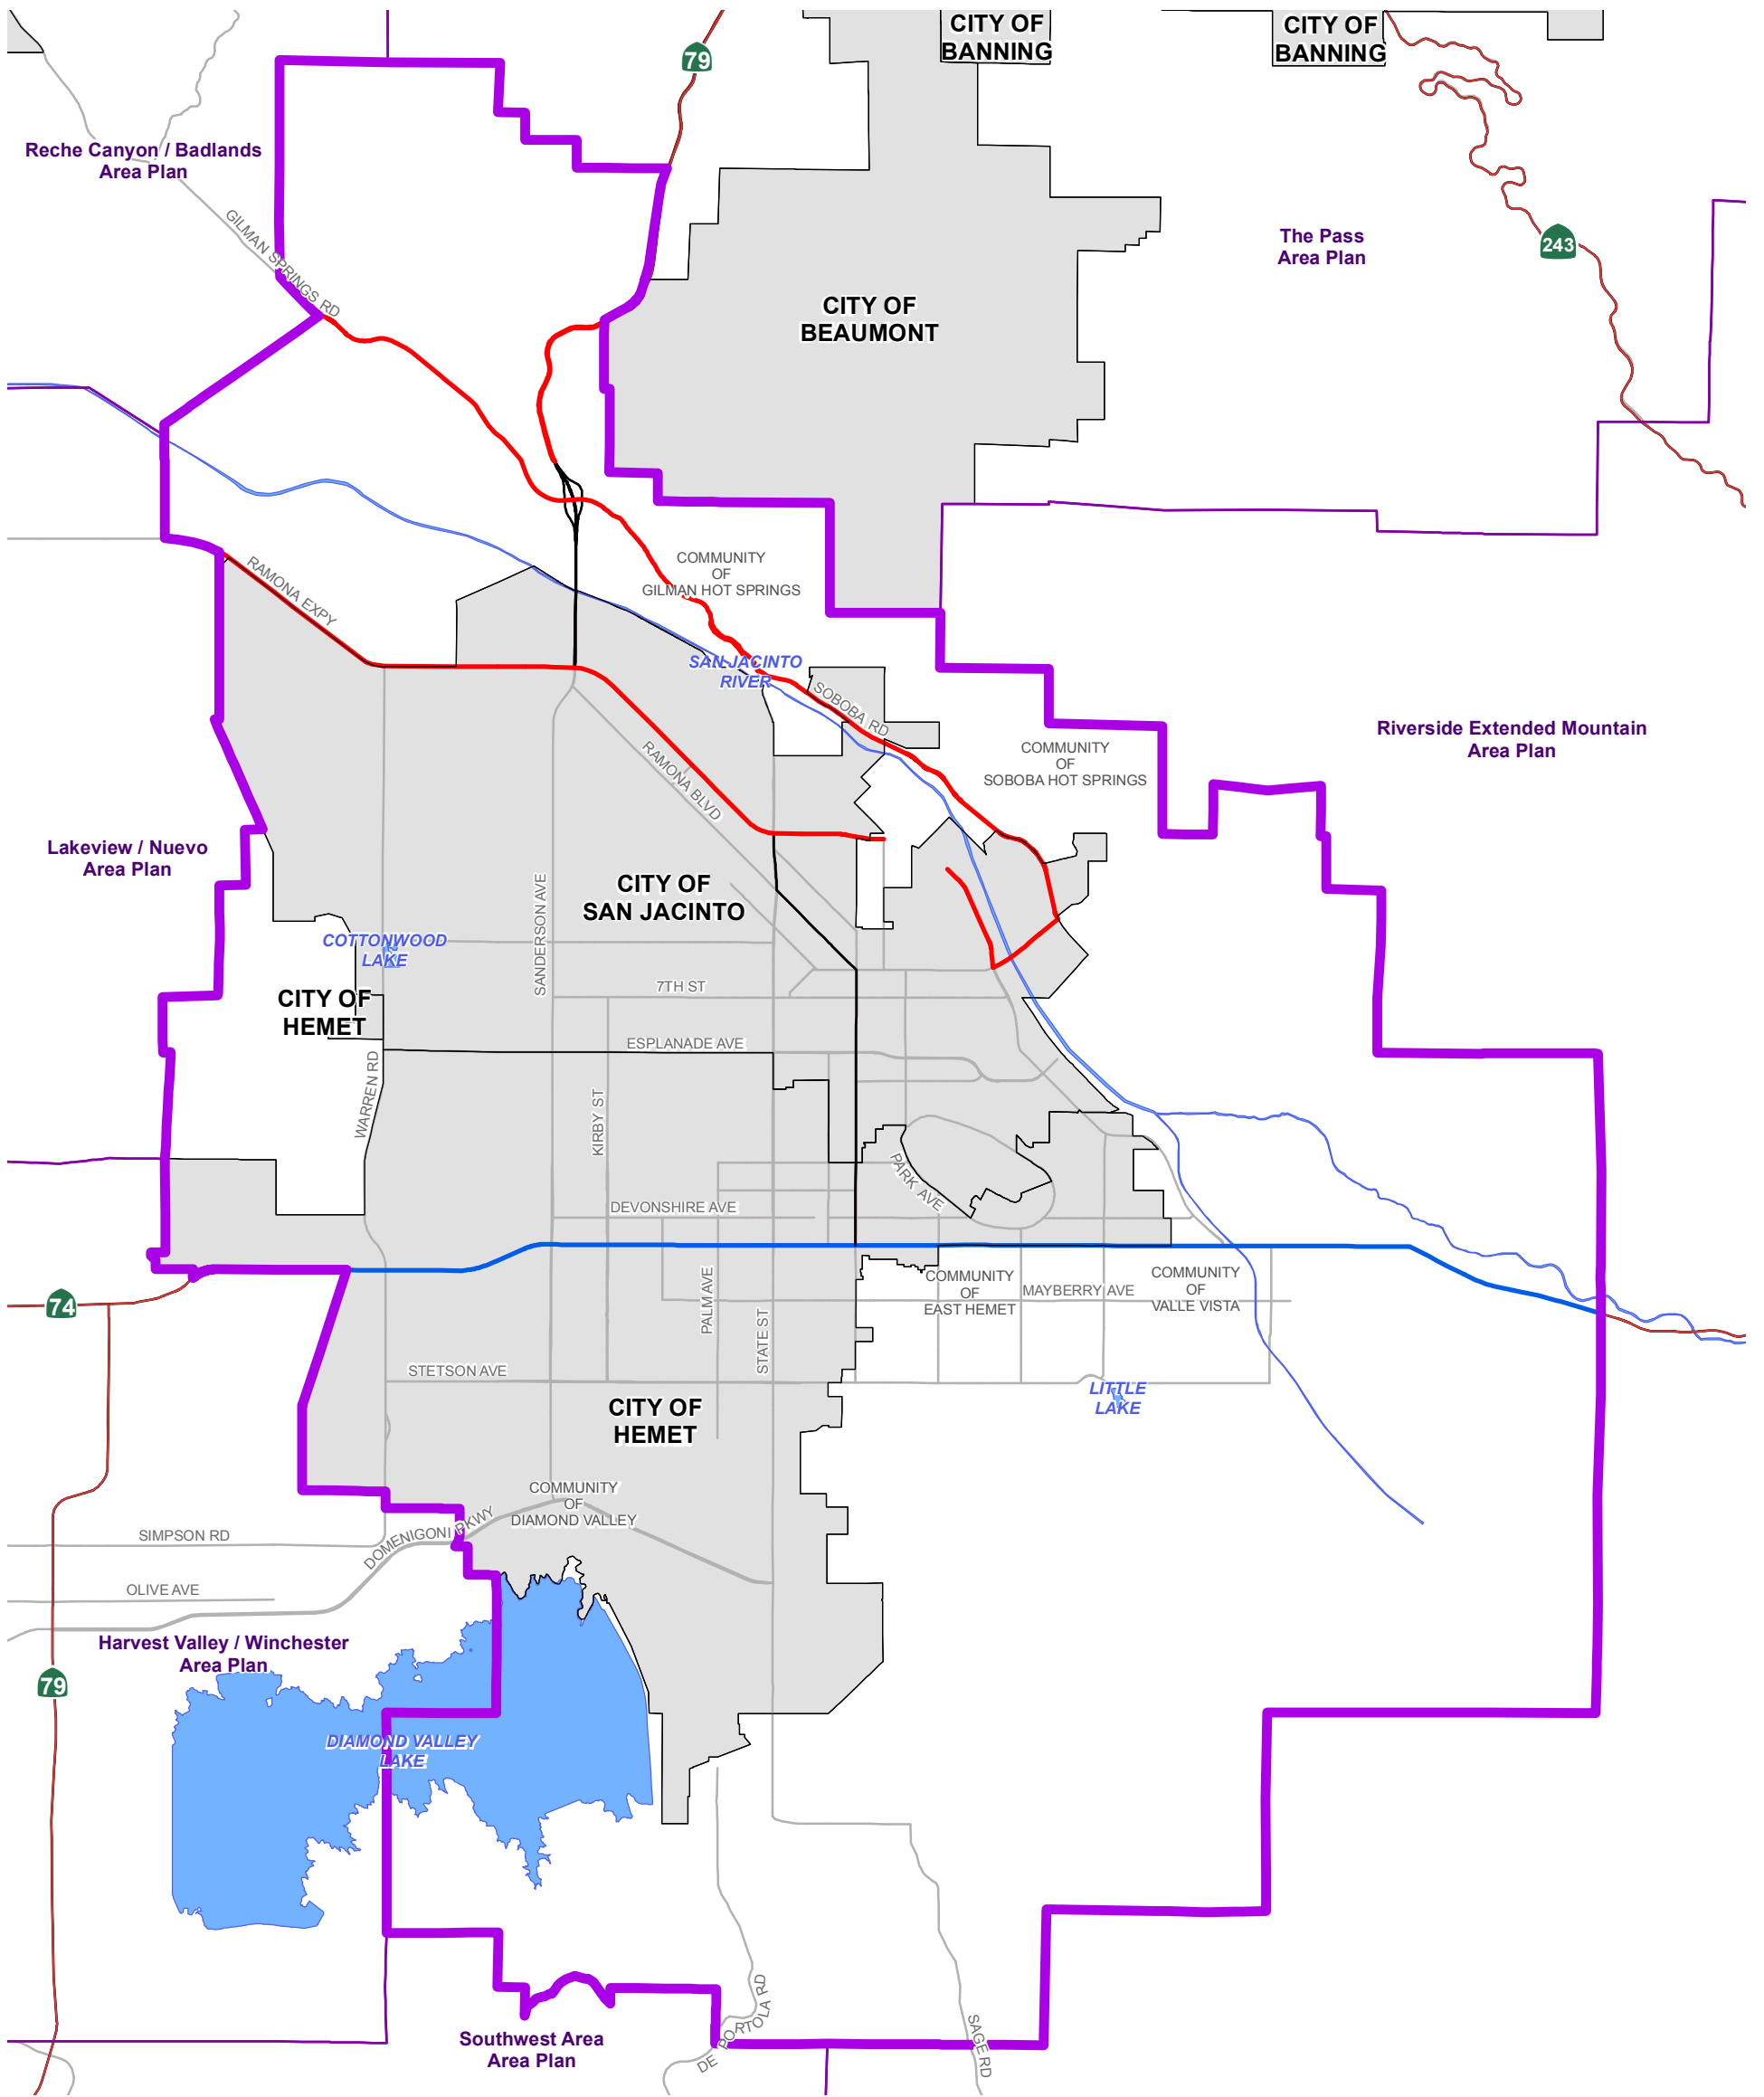 CITY OF
BANNING
CITY OF
BANNING
79
Reche Canyon / Badlands
Area Plan
GILMAN SPRINGS RD
The Pass
Area Plan
243
CITY OF
BEAUMONT
RAMONA EXPY
COMMUNITY
OF
GILMAN HOT SPRINGS
SAN JACINTO
RIVER
SOBOBA RD
COMMUNITY
OF
SOBOBA HOT SPRINGS
Riverside Extended Mountain
Area Plan
RAMONA BLVD
Lakeview / Nuevo
Area Plan
CITY OF
SAN JACINTO
SANDERSON AVE
COTTONWOOD
LAKE
CITY OF
HEMET
7TH ST
ESPLANADE AVE
WARREN RD
KIRBY ST
PARK AVE
DEVONSHIRE AVE
COMMUNITY
OF
EAST HEMET
MAYBERRY AVE
COMMUNITY
OF
VALLE VISTA
74
PALM AVE
STATE ST
STETSON AVE
LITTLE
LAKE
CITY OF
HEMET
COMMUNITY
OF
DIAMOND VALLEY
SIMPSON RD
DOMENIGONI PKWY
OLIVE AVE
Harvest Valley / Winchester
Area Plan
79
DIAMOND VALLEY
LAKE
Southwest Area
Area Plan
DE PORTOLA RD
SAGE RD